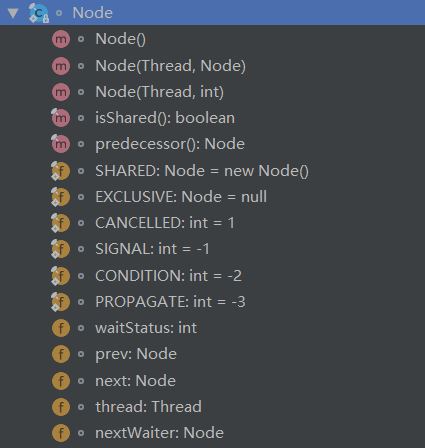 Node
Node()
Node(Thread, Node)
Node(Thread, int)
isShared(): boolean
predecessor(): Node
SHARED: Node = new Node()
EXCLUSIVE: Node = null
CANCELLED: int = 1
SIGNAL: int = -1
CONDITION: int = -2
PROPAGATE: int = -3
waitStatus: int
prev: Node
next: Node
thread: Thread
nextWaiter: Node